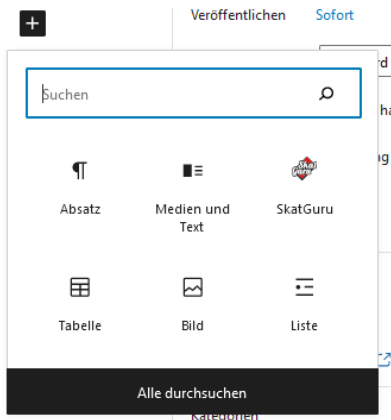 Veröffentlichen Sofort
Suchen
Absatz
Medien und
Text
SkatGuru
Tabelle
Bild
Liste
Alle durchsuchen
Kategorien